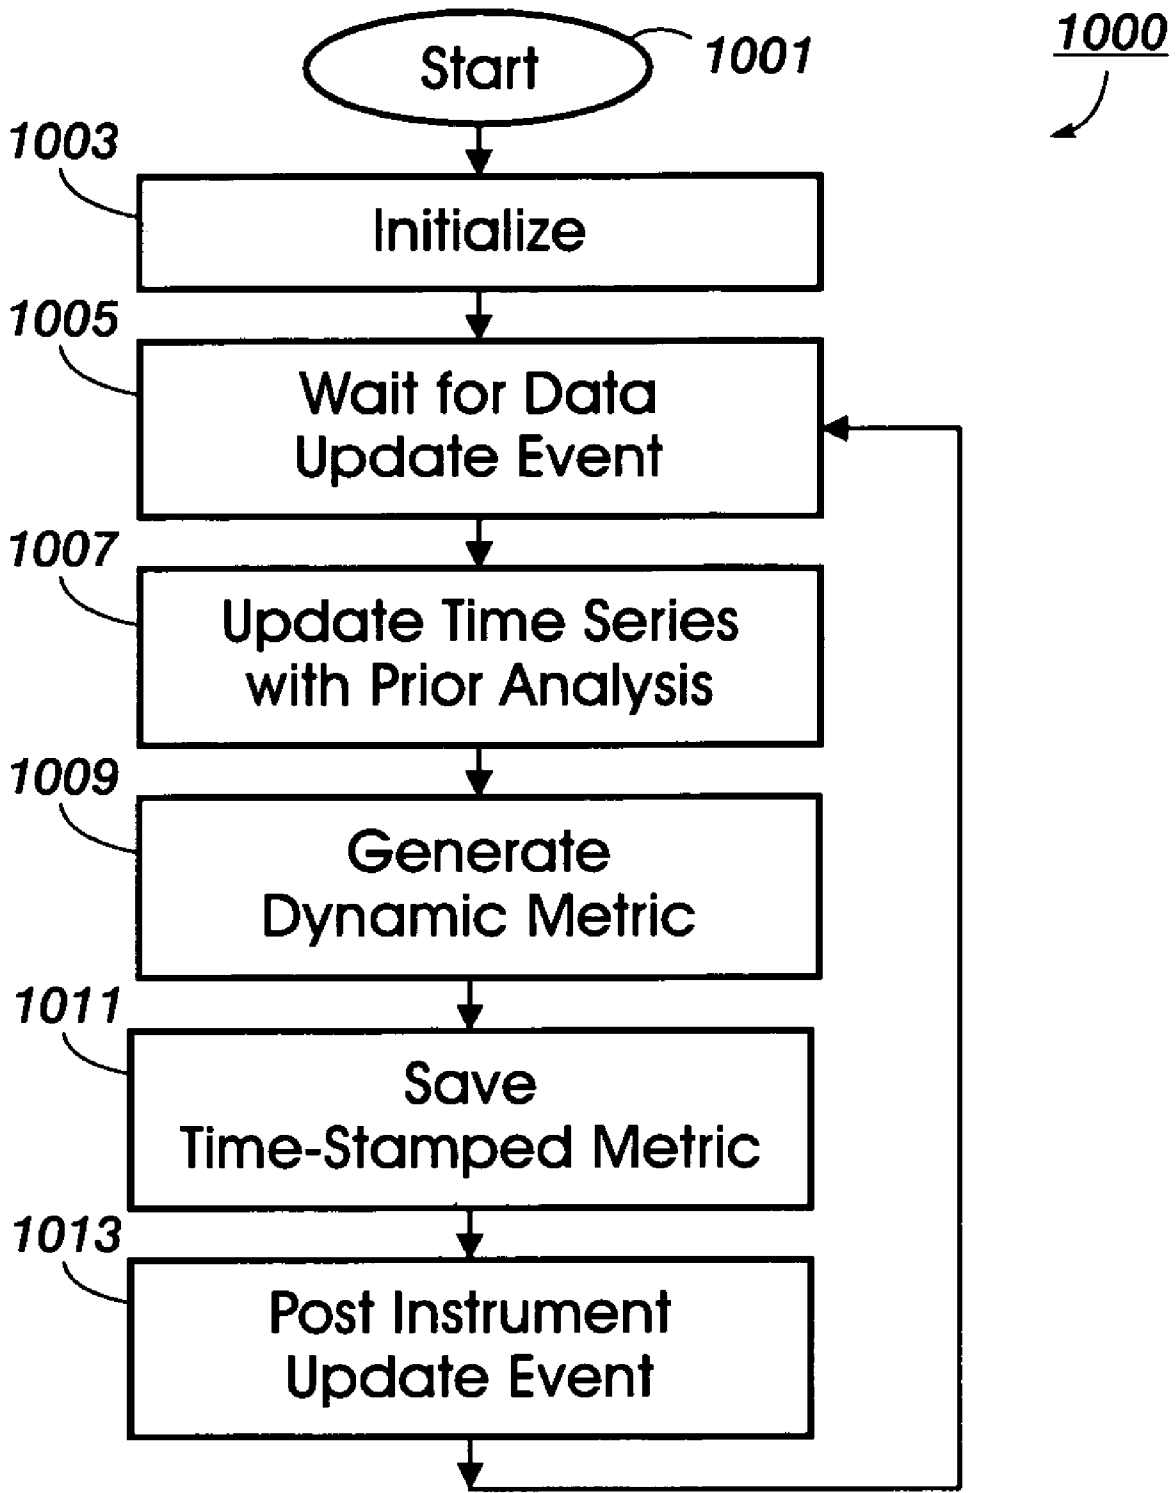 1000
Start
1001
1003
Initialize
1005
Wait for Data
Update Event
1007
Update Time Series
with Prior Analysis
1009
Generate
Dynamic Metric
1011
Save
Time-Stamped Metric
1013
Post Instrument
Update Event